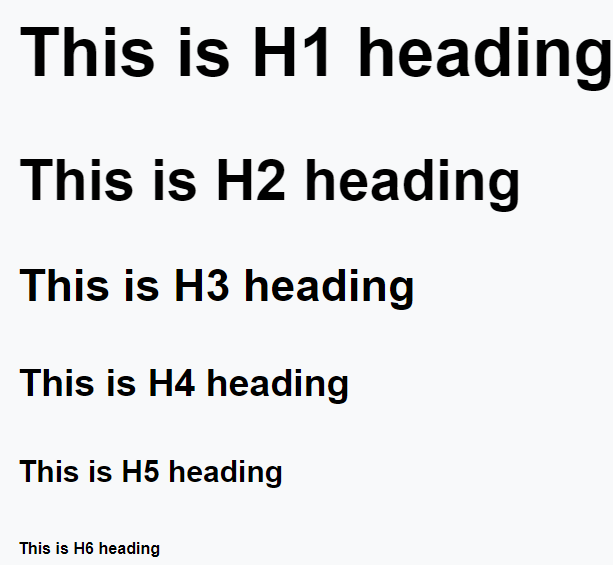 This is H1 heading
This is H2 heading
This is H3 heading
This is H4 heading
This is H5 heading
This is H6 heading